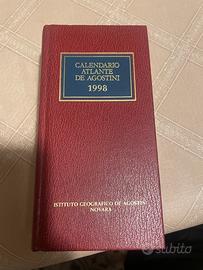 CALENDARIO
ATLANTE
DE AGOSTINI
1998
ISTITUTO GEOGRAFICO DE AGOSTINI
NOVARA
subito